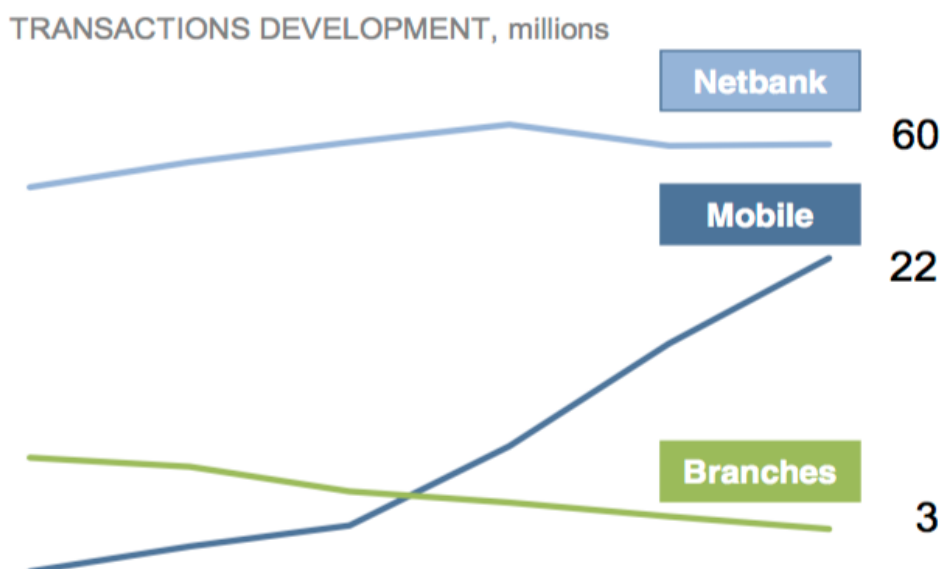 TRANSACTIONS DEVELOPMENT, millions
Netbank
60
Mobile
22
Branches
3